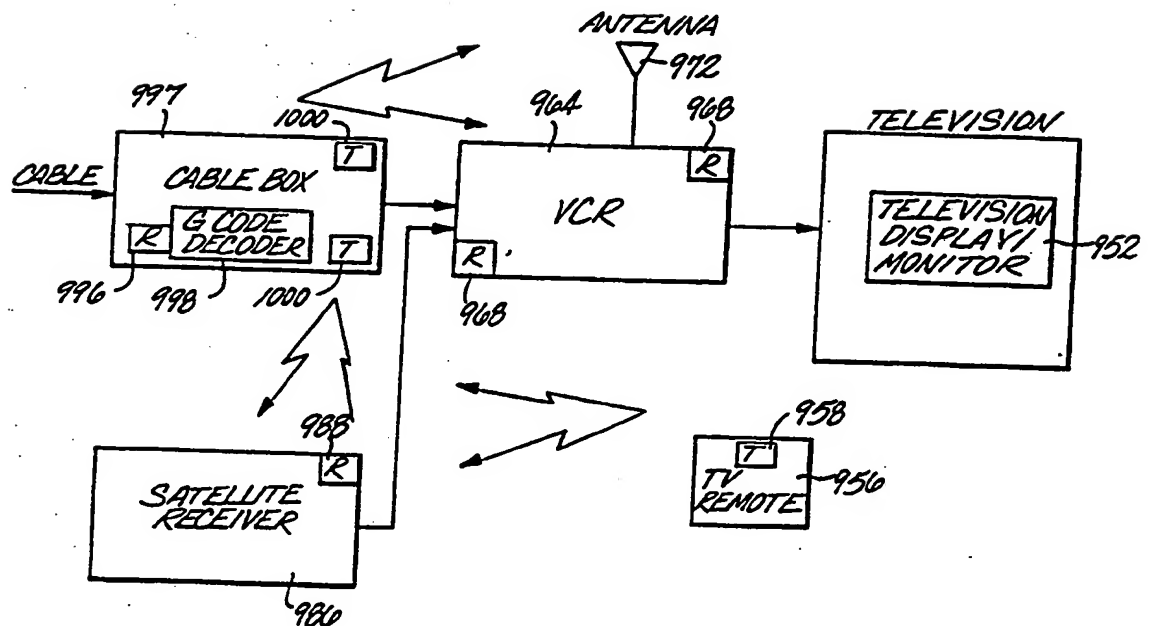 ANTENNA
972
997
1000
964
968
TELEVISION
CABLE
T
CABLE BOX
R
VCR
G CODE
DECODER
R
T
R
TELEVISION
DISPLAY/
MONITOR
952
996
998
1000
968
988
R
SATELLITE
RECEIVER
986
958
T
TV
REMOTE
956